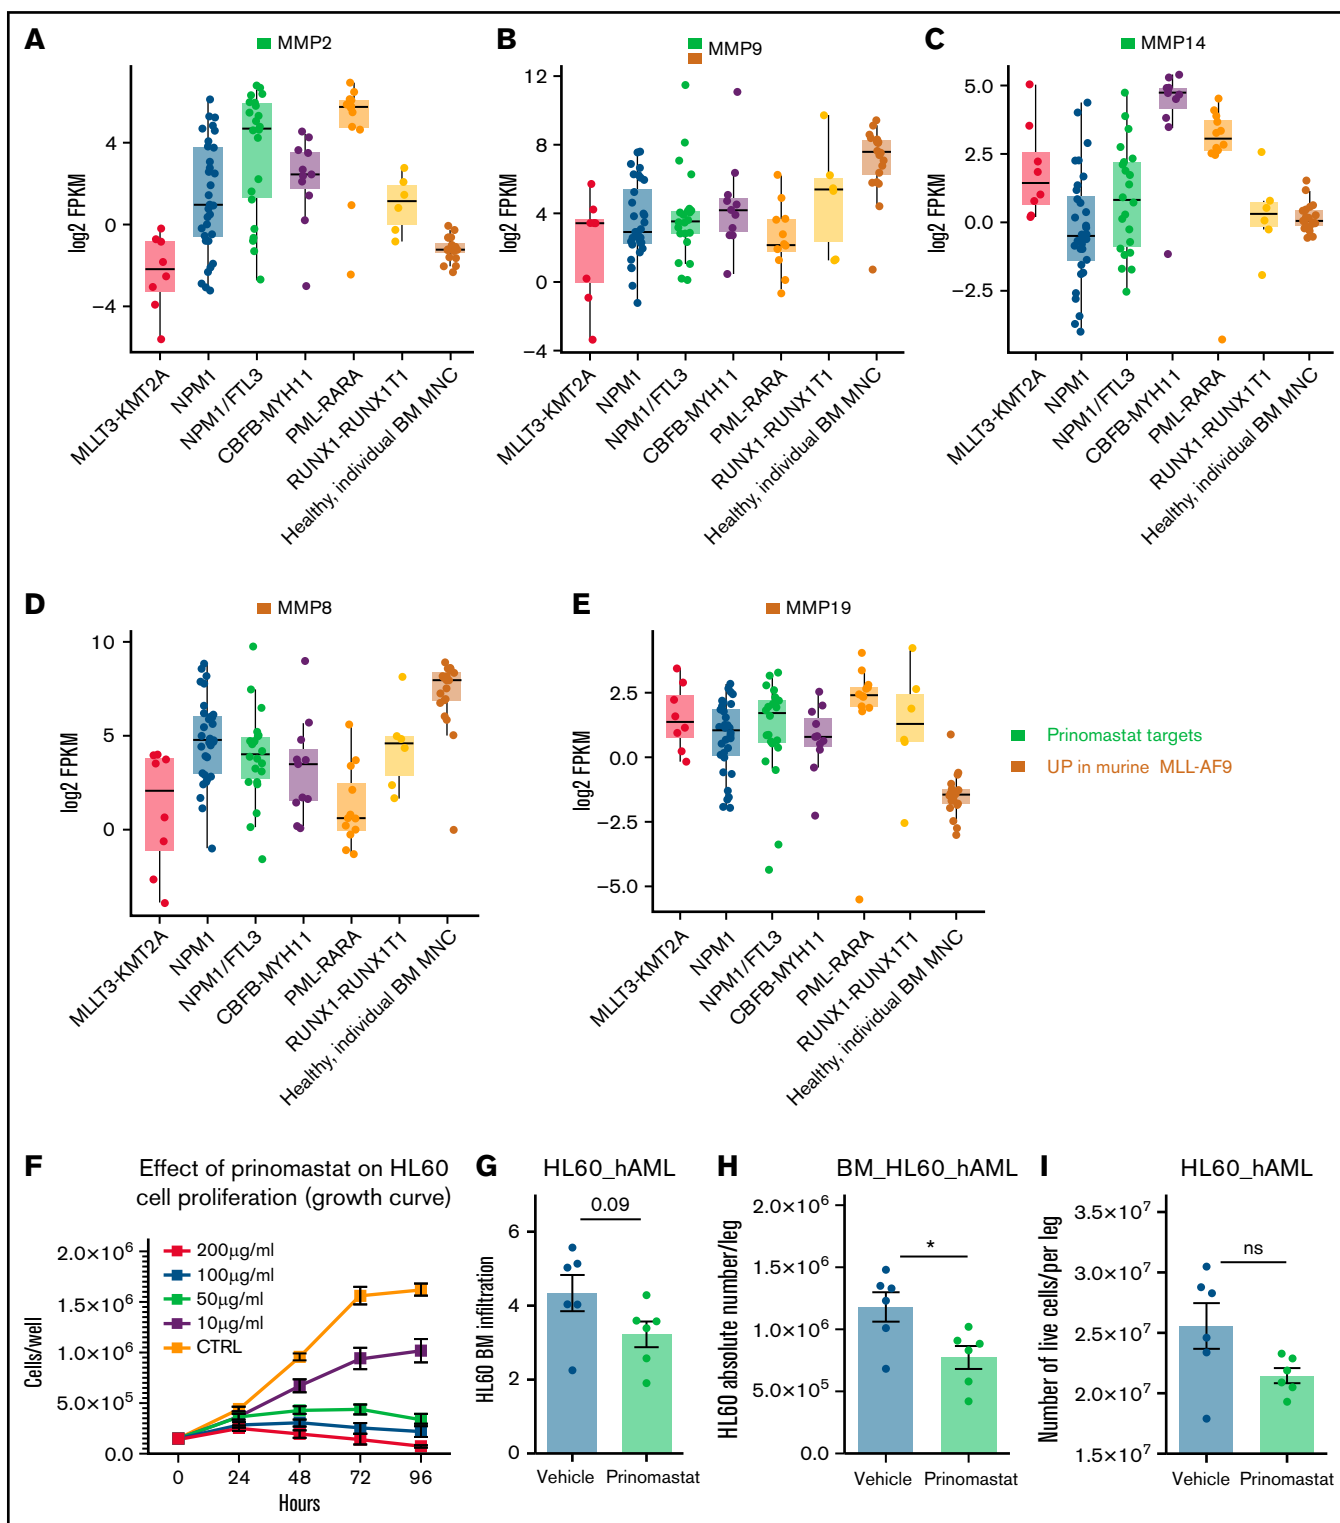 A
MMP2
log2 FPKM
4
0
−4
MLLT3-KMT2A
NPM1
NPM1/FTL3
CBFB-MYH11
PML-RARA
RUNX1-RUNX1T1
Healthy, individual BM MNC
B
MMP9
log2 FPKM
12
8
4
0
−4
MLLT3-KMT2A
NPM1
NPM1/FTL3
CBFB-MYH11
PML-RARA
RUNX1-RUNX1T1
Healthy, individual BM MNC
C
MMP14
log2 FPKM
5.0
2.5
0.0
−2.5
MLLT3-KMT2A
NPM1
NPM1/FTL3
CBFB-MYH11
PML-RARA
RUNX1-RUNX1T1
Healthy, individual BM MNC
D
MMP8
log2 FPKM
10
5
0
MLLT3-KMT2A
NPM1
NPM1/FTL3
CBFB-MYH11
PML-RARA
RUNX1-RUNX1T1
Healthy, individual BM MNC
E
MMP19
log2 FPKM
2.5
0.0
−2.5
−5.0
MLLT3-KMT2A
NPM1
NPM1/FTL3
CBFB-MYH11
PML-RARA
RUNX1-RUNX1T1
Healthy, individual BM MNC
Prinomastat targets
UP in murine MLL-AF9
F
Effect of prinomastat on HL60
cell proliferation (growth curve)
Cells/well
2.0×10⁶
1.5×10⁶
1.0×10⁶
5.0×10⁵
0.0
200µg/ml
100µg/ml
50µg/ml
10µg/ml
CTRL
0 24 48 72 96
Hours
G
HL60_hAML
HL60 BM infiltration
6
4
2
0
0.09
Vehicle Prinomastat
H
BM_HL60_hAML
HL60 absolute number/leg
2.0×10⁶
1.5×10⁶
1.0×10⁶
5.0×10⁵
0.0
*
Vehicle Prinomastat
I
HL60_hAML
Number of live cells/per leg
3.5×10⁷
3.0×10⁷
2.5×10⁷
2.0×10⁷
1.5×10⁷
ns
Vehicle Prinomastat